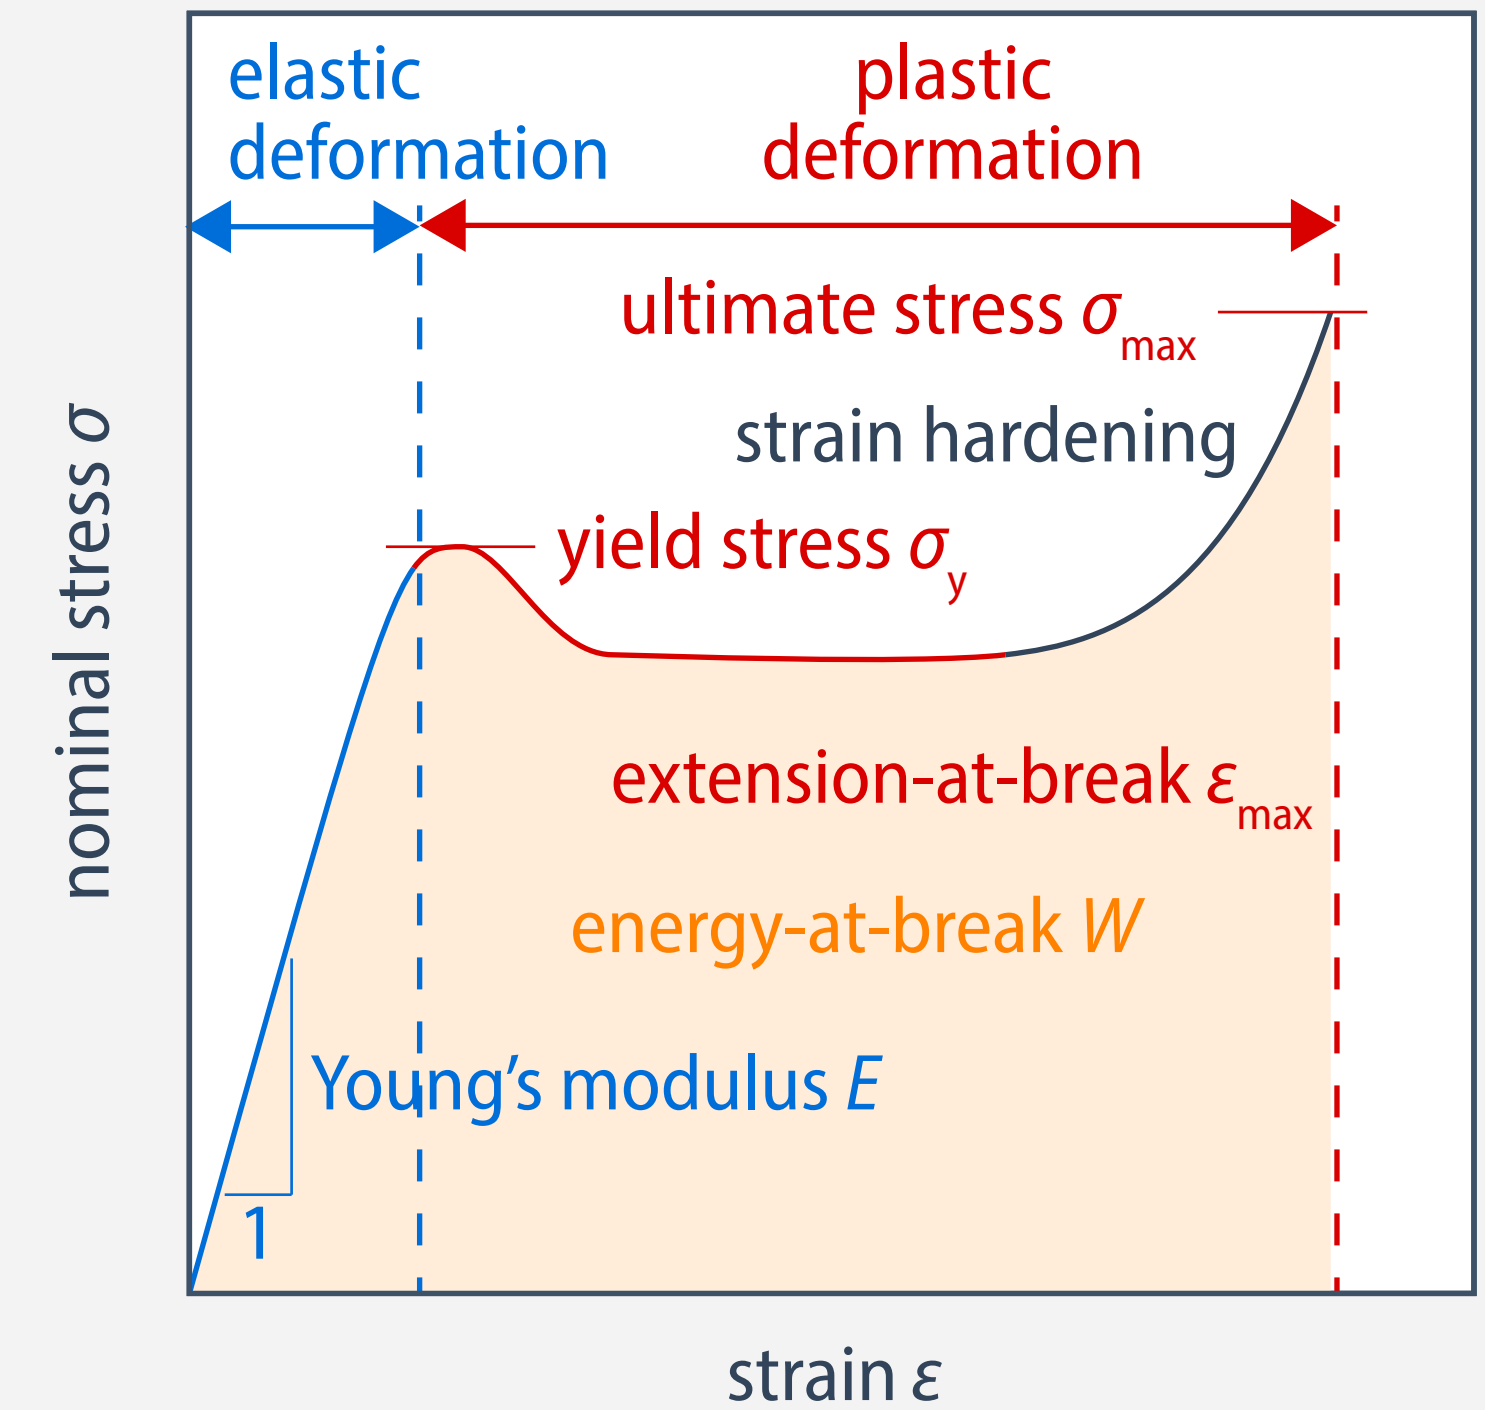 elastic
deformation
plastic
deformation
ultimate stress σmax
strain hardening
yield stress σy
extension-at-break εmax
energy-at-break W
Young’s modulus E
1
nominal stress σ
strain ε